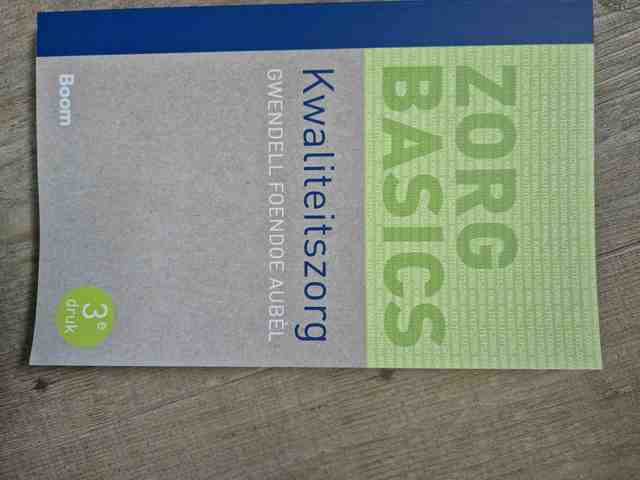 ZORG
BASICS
Kwaliteitszorg
GWENDELL FOENDOE AUBÈL
3e
druk
Boom